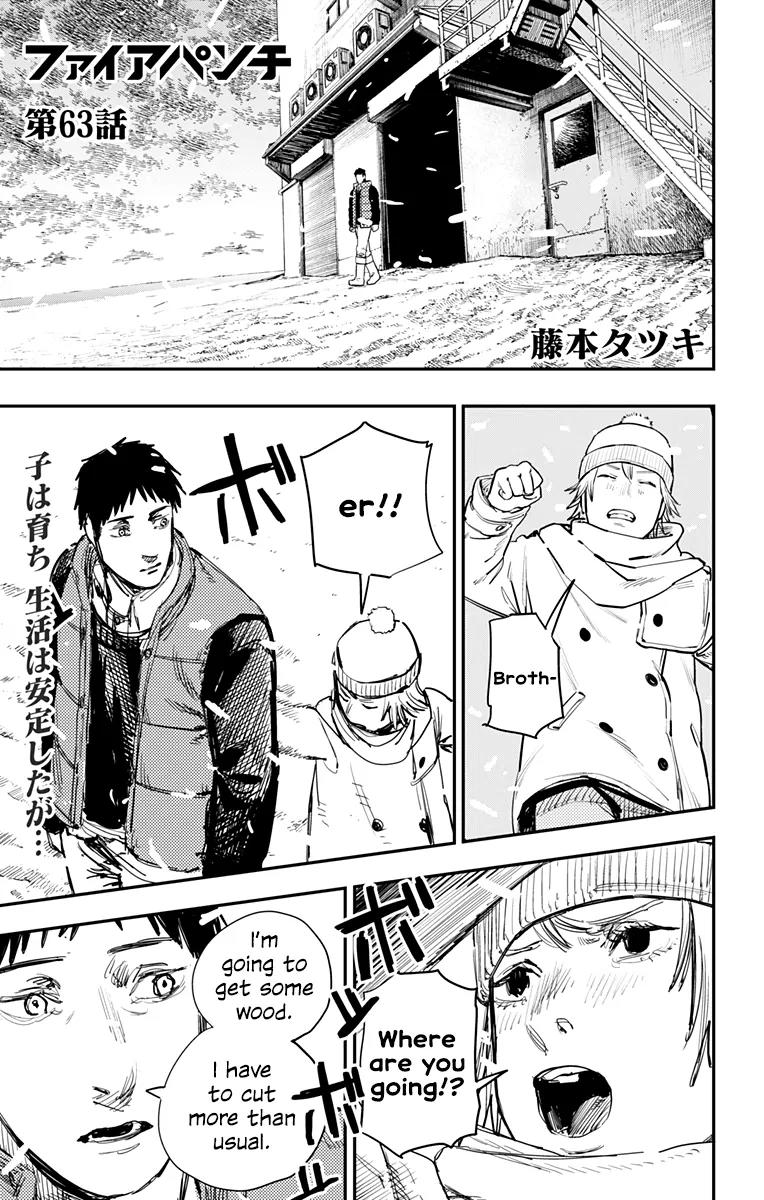 ファイアパンチ
第63話
藤本タツキ
Broth-
er!!
ボ
子は育ち 生活は安定したが…
Where
are you
going!?
ボボ
I'm
going to
get some
wood.
I have
to cut
more than
usual.